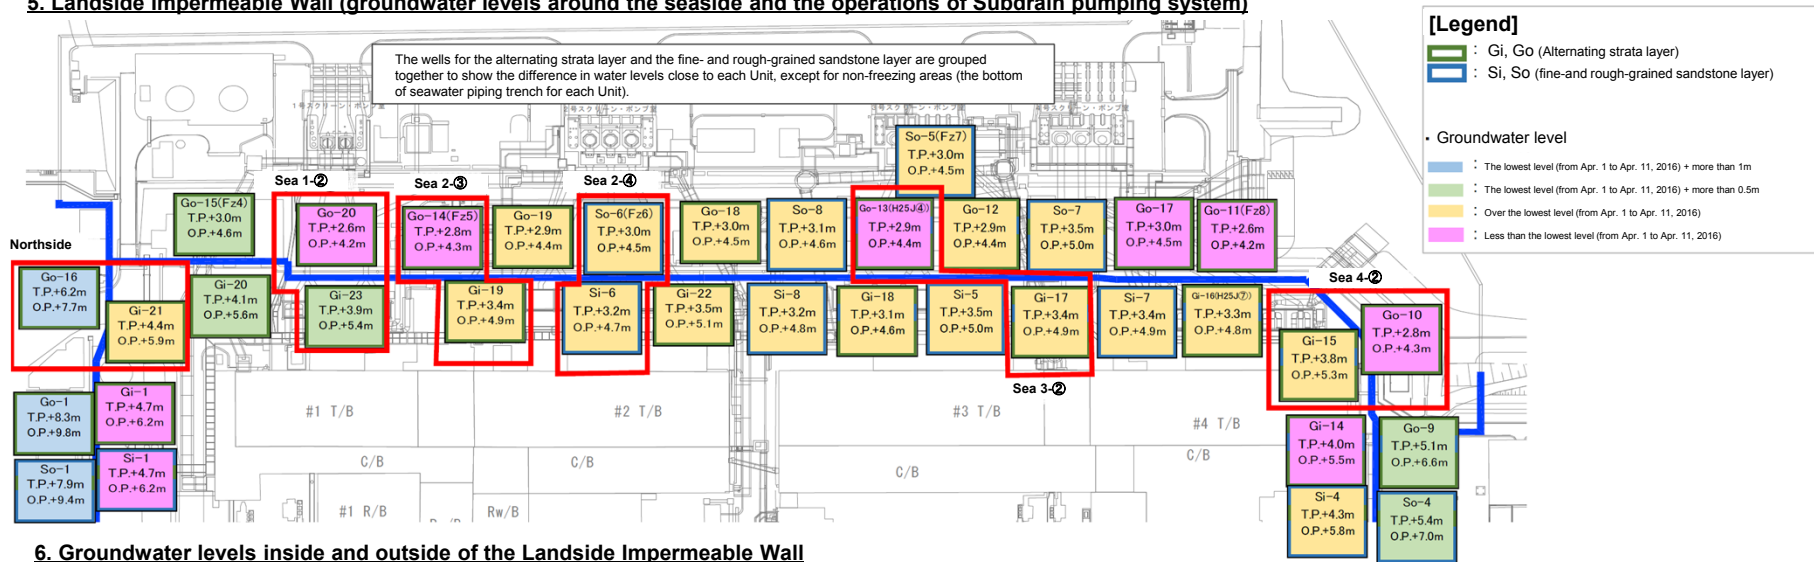 5. Landside Impermeable Wall (groundwater levels around the seaside and the operations of Subdrain pumping system)
The wells for the alternating strata layer and the fine- and rough-grained sandstone layer are grouped
together to show the difference in water levels close to each Unit, except for non-freezing areas (the bottom
of seawater piping trench for each Unit).
[Legend]
: Gi, Go (Alternating strata layer)
: Si, So (fine-and rough-grained sandstone layer)
・ Groundwater level
: The lowest level (from Apr. 1 to Apr. 11, 2016) + more than 1m
: The lowest level (from Apr. 1 to Apr. 11, 2016) + more than 0.5m
: Over the lowest level (from Apr. 1 to Apr. 11, 2016)
: Less than the lowest level (from Apr. 1 to Apr. 11, 2016)
So-5(Fz7)
T.P.+3.0m
O.P.+4.5m
Sea 1-②
Sea 2-③
Sea 2-④
Go-15(Fz4)
T.P.+3.0m
O.P.+4.6m
Go-20
T.P.+2.6m
O.P.+4.2m
Go-14(Fz5)
T.P.+2.8m
O.P.+4.3m
Go-19
T.P.+2.9m
O.P.+4.4m
So-6(Fz6)
T.P.+3.0m
O.P.+4.5m
Go-18
T.P.+3.0m
O.P.+4.5m
So-8
T.P.+3.1m
O.P.+4.6m
Go-13(H25J④)
T.P.+2.9m
O.P.+4.4m
Go-12
T.P.+2.9m
O.P.+4.4m
So-7
T.P.+3.5m
O.P.+5.0m
Go-17
T.P.+3.0m
O.P.+4.5m
Go-11(Fz8)
T.P.+2.6m
O.P.+4.2m
Northside
Go-16
T.P.+6.2m
O.P.+7.7m
Gi-21
T.P.+4.4m
O.P.+5.9m
Gi-20
T.P.+4.1m
O.P.+5.6m
Gi-23
T.P.+3.9m
O.P.+5.4m
Gi-19
T.P.+3.4m
O.P.+4.9m
Si-6
T.P.+3.2m
O.P.+4.7m
Gi-22
T.P.+3.5m
O.P.+5.1m
Si-8
T.P.+3.2m
O.P.+4.8m
Gi-18
T.P.+3.1m
O.P.+4.6m
Si-5
T.P.+3.5m
O.P.+5.0m
Gi-17
T.P.+3.4m
O.P.+4.9m
Si-7
T.P.+3.4m
O.P.+4.9m
Gi-16(H25J⑦)
T.P.+3.3m
O.P.+4.8m
Sea 4-②
Gi-15
T.P.+3.8m
O.P.+5.3m
Go-10
T.P.+2.8m
O.P.+4.3m
Sea 3-②
Go-1
T.P.+8.3m
O.P.+9.8m
Gi-1
T.P.+4.7m
O.P.+6.2m
So-1
T.P.+7.9m
O.P.+9.4m
Si-1
T.P.+4.7m
O.P.+6.2m
#1 T/B
#2 T/B
#3 T/B
#4 T/B
C/B
C/B
C/B
C/B
#1 R/B
Rw/B
Gi-14
T.P.+4.0m
O.P.+5.5m
Go-9
T.P.+5.1m
O.P.+6.6m
Si-4
T.P.+4.3m
O.P.+5.8m
So-4
T.P.+5.4m
O.P.+7.0m
6. Groundwater levels inside and outside of the Landside Impermeable Wall